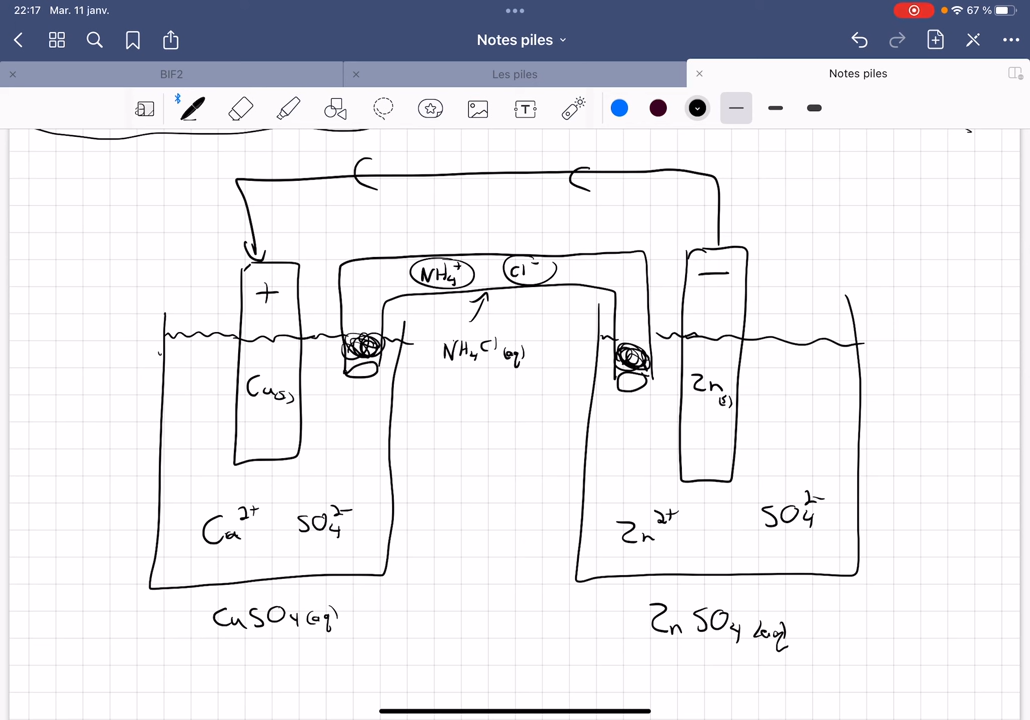 22:17 Mar. 11 janv.
67 %
Notes piles
BIF2
Les piles
Notes piles
T
NH₄⁺ Cl⁻
+
−
NH₄Cl (aq)
Cu(s)
Zn(s)
Cu²⁺ SO₄²⁻
Zn²⁺ SO₄²⁻
CuSO₄(aq)
ZnSO₄(aq)